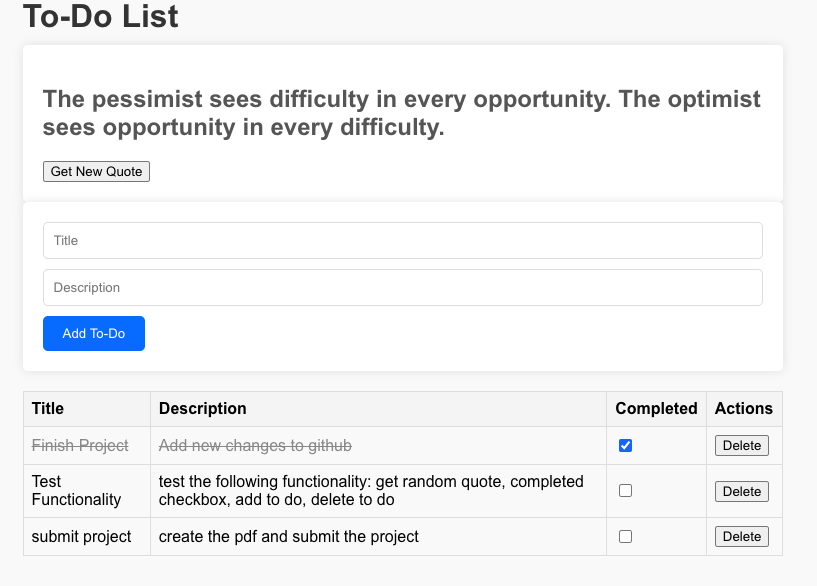 To-Do List
The pessimist sees difficulty in every opportunity. The optimist
sees opportunity in every difficulty.
Get New Quote
Title
Description
Add To-Do
Title Description Completed Actions
Finish Project Add new changes to github Delete
Test
Functionality
test the following functionality: get random quote, completed
checkbox, add to do, delete to do
Delete
submit project create the pdf and submit the project Delete